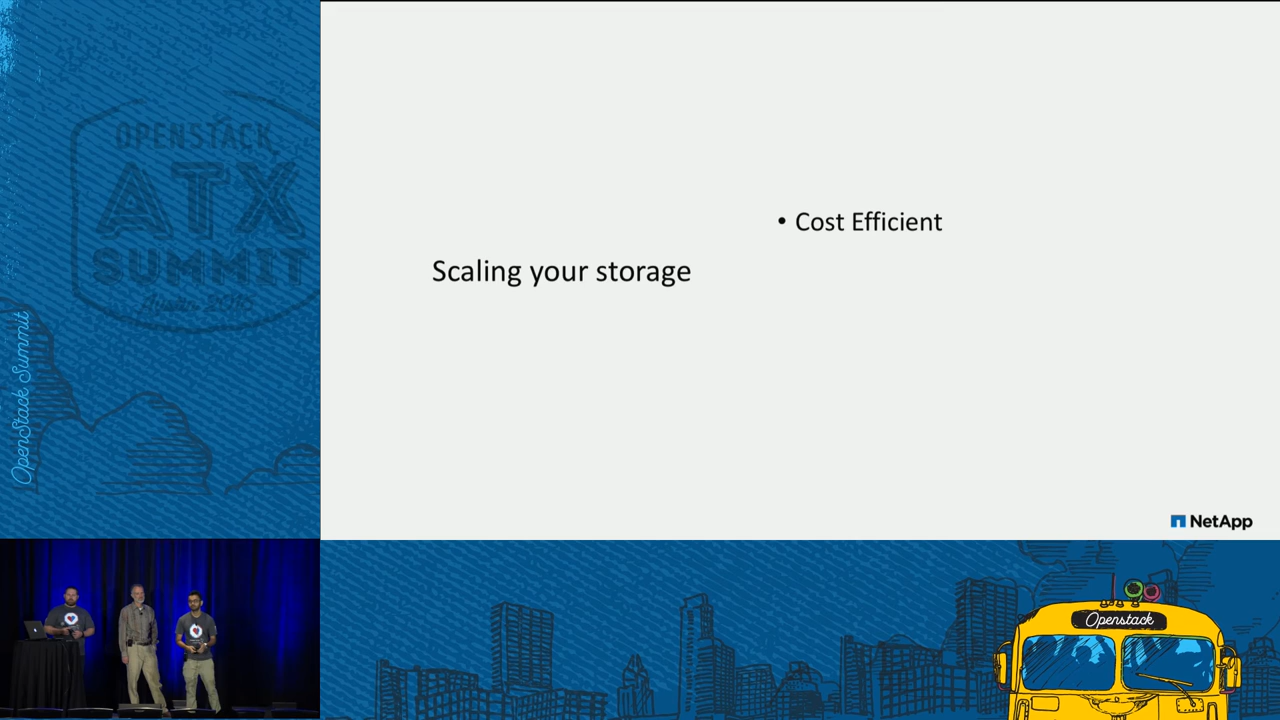 OPENSTACK
ATX
SUMMIT
Austin 2016
OpenStack Summit
• Cost Efficient
Scaling your storage
NetApp
Openstack